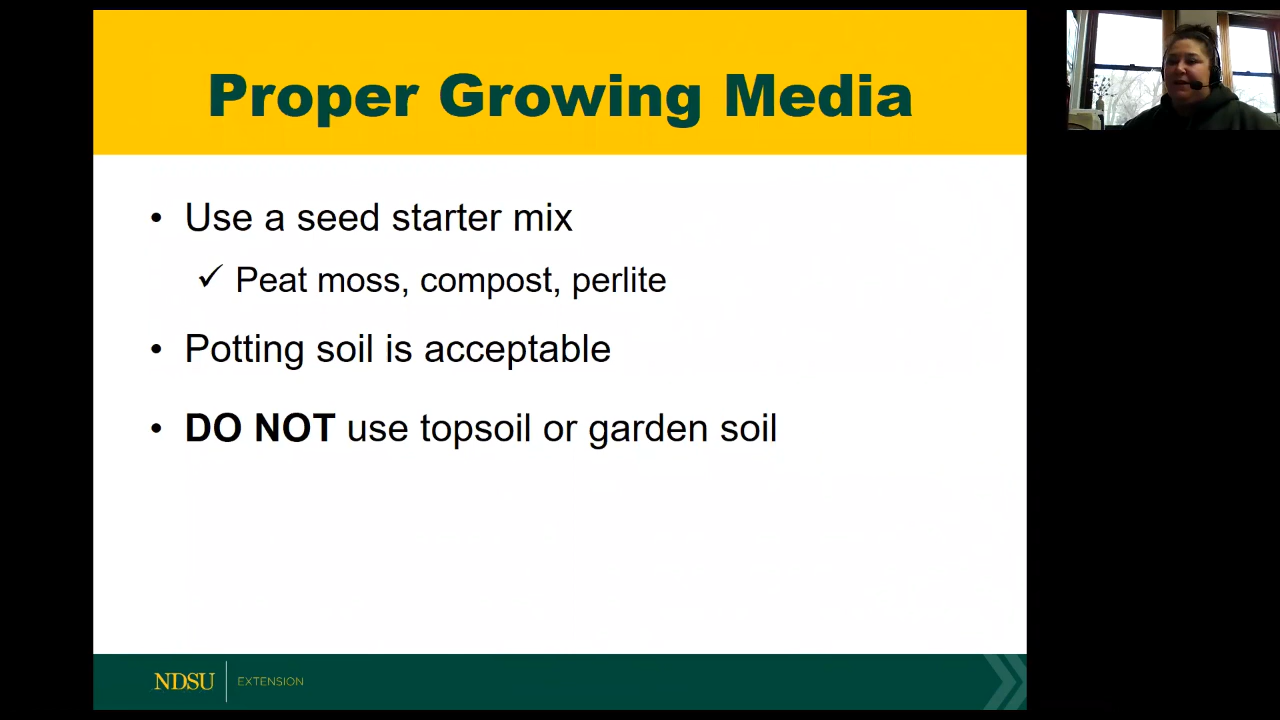 Proper Growing Media
• Use a seed starter mix
✓ Peat moss, compost, perlite
• Potting soil is acceptable
• DO NOT use topsoil or garden soil
NDSU EXTENSION